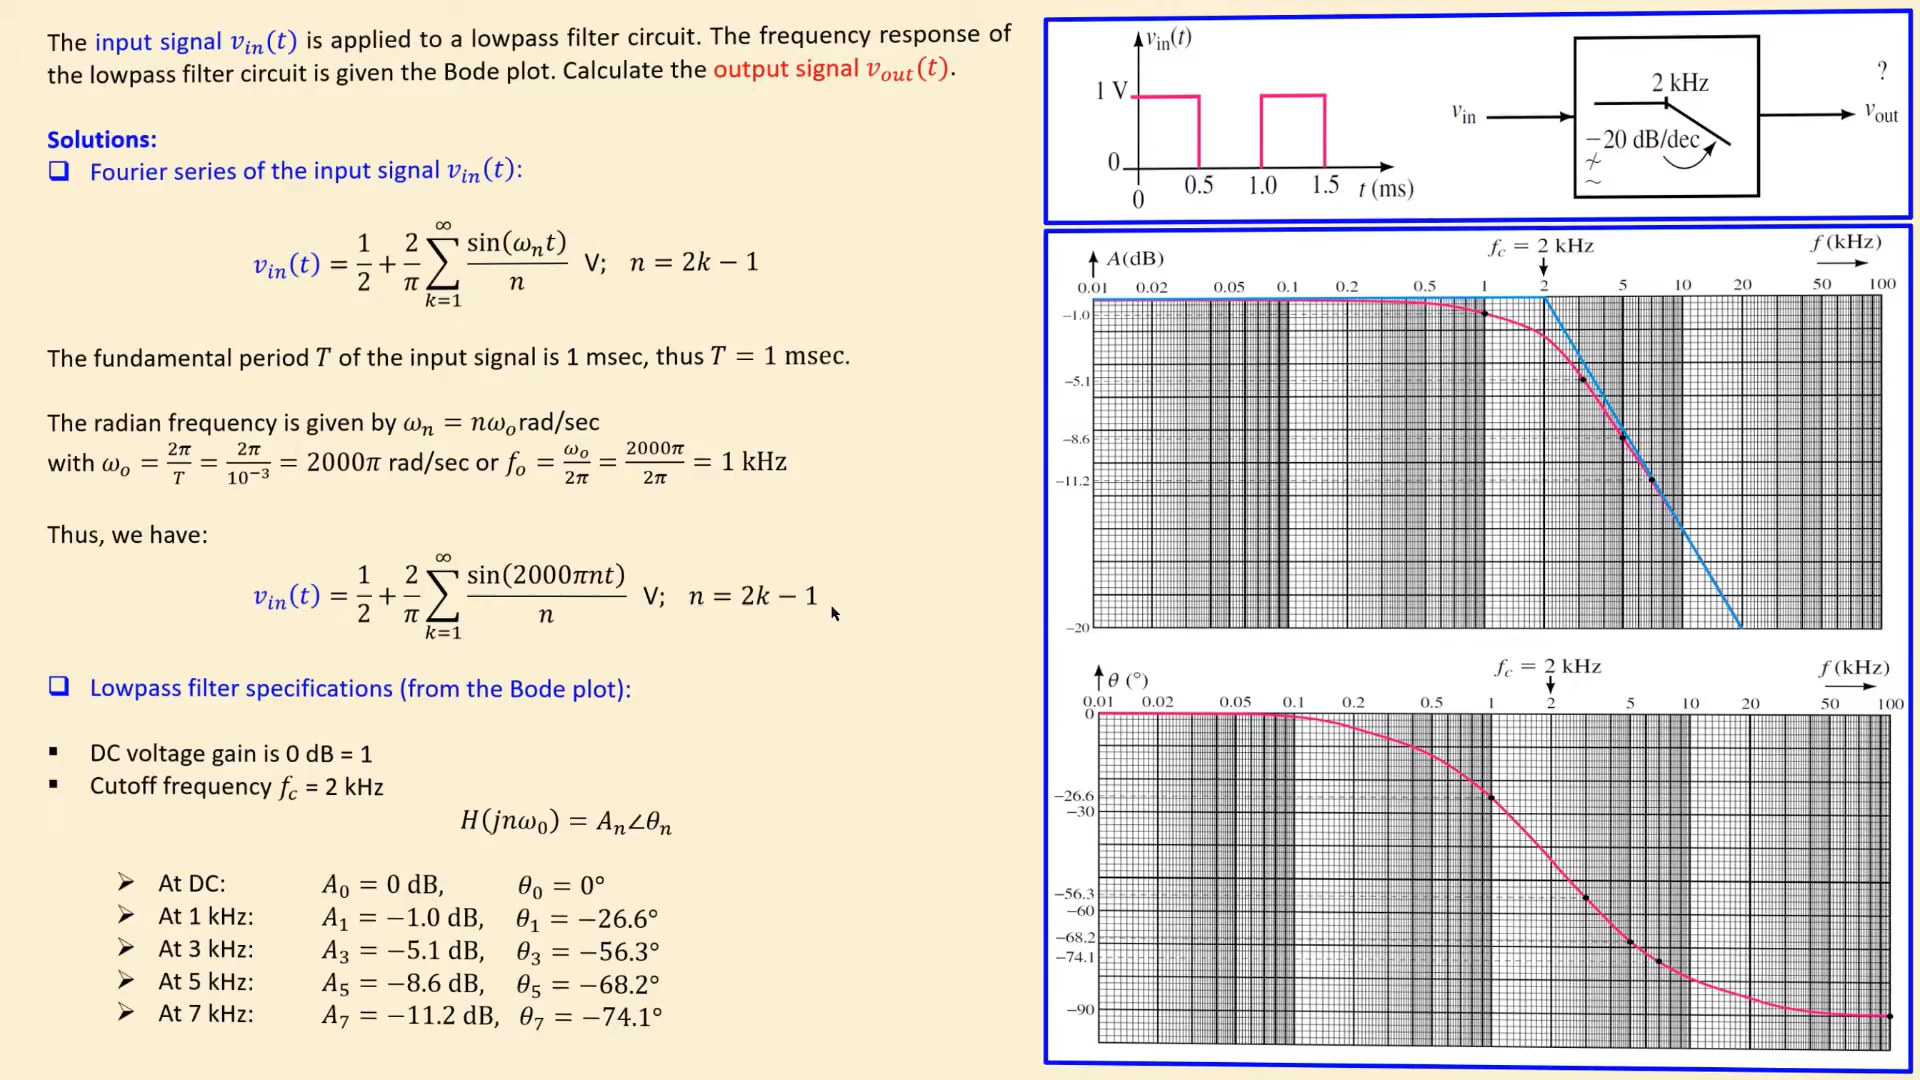 The input signal v_in(t) is applied to a lowpass filter circuit. The frequency response of
the lowpass filter circuit is given the Bode plot. Calculate the output signal v_out(t).
Solutions:
❑ Fourier series of the input signal v_in(t):
v_in(t) = 1/2 + 2/π ∑_{k=1}^{∞} sin(ω_n t)/n V; n = 2k − 1
The fundamental period T of the input signal is 1 msec, thus T = 1 msec.
The radian frequency is given by ω_n = nω_o rad/sec
with ω_o = 2π/T = 2π/10^−3 = 2000π rad/sec or f_o = ω_o/2π = 2000π/2π = 1 kHz
Thus, we have:
v_in(t) = 1/2 + 2/π ∑_{k=1}^{∞} sin(2000πnt)/n V; n = 2k − 1
❑ Lowpass filter specifications (from the Bode plot):
▪ DC voltage gain is 0 dB = 1
▪ Cutoff frequency f_c = 2 kHz
H(jnω_0) = A_n∠θ_n
➢ At DC: A_0 = 0 dB, θ_0 = 0°
➢ At 1 kHz: A_1 = −1.0 dB, θ_1 = −26.6°
➢ At 3 kHz: A_3 = −5.1 dB, θ_3 = −56.3°
➢ At 5 kHz: A_5 = −8.6 dB, θ_5 = −68.2°
➢ At 7 kHz: A_7 = −11.2 dB, θ_7 = −74.1°
v_in(t)
1 V
0
0
0.5 1.0 1.5 t (ms)
v_in
2 kHz
−20 dB/dec
?
v_out
A(dB)
f_c = 2 kHz
f (kHz)
0.01 0.02 0.05 0.1 0.2 0.5 1 2 5 10 20 50 100
−1.0
−5.1
−8.6
−11.2
−20
θ (°)
f_c = 2 kHz
f (kHz)
0.01 0.02 0.05 0.1 0.2 0.5 1 2 5 10 20 50 100
0
−26.6
−30
−56.3
−60
−68.2
−74.1
−90